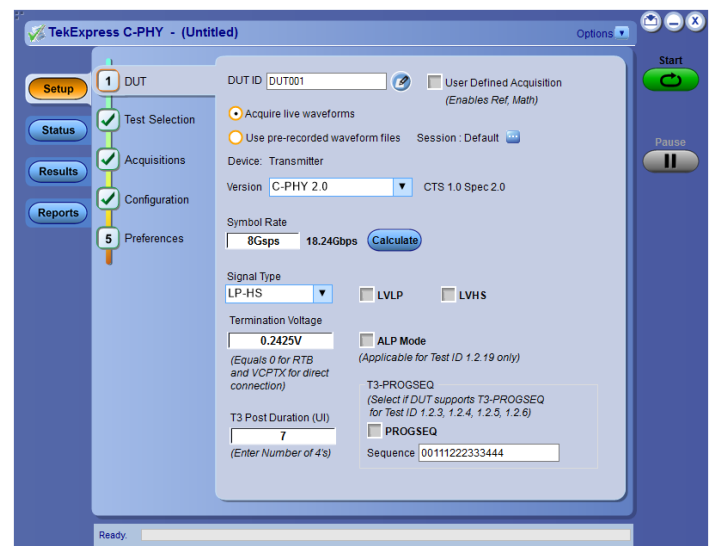 TekExpress C-PHY - (Untitled)
Options
Start
Pause
Setup
Status
Results
Reports
1 DUT
Test Selection
Acquisitions
Configuration
5 Preferences
DUT ID DUT001
User Defined Acquisition
(Enables Ref, Math)
Acquire live waveforms
Use pre-recorded waveform files Session : Default
Device: Transmitter
Version C-PHY 2.0 CTS 1.0 Spec 2.0
Symbol Rate
8Gsps 18.24Gbps Calculate
Signal Type
LP-HS LVLP LVHS
Termination Voltage
0.2425V
(Equals 0 for RTB
and VCPTX for direct
connection)
ALP Mode
(Applicable for Test ID 1.2.19 only)
T3 Post Duration (UI)
7
(Enter Number of 4's)
T3-PROGSEQ
(Select if DUT supports T3-PROGSEQ
for Test ID 1.2.3, 1.2.4, 1.2.5, 1.2.6)
PROGSEQ
Sequence 00111222333444
Ready.